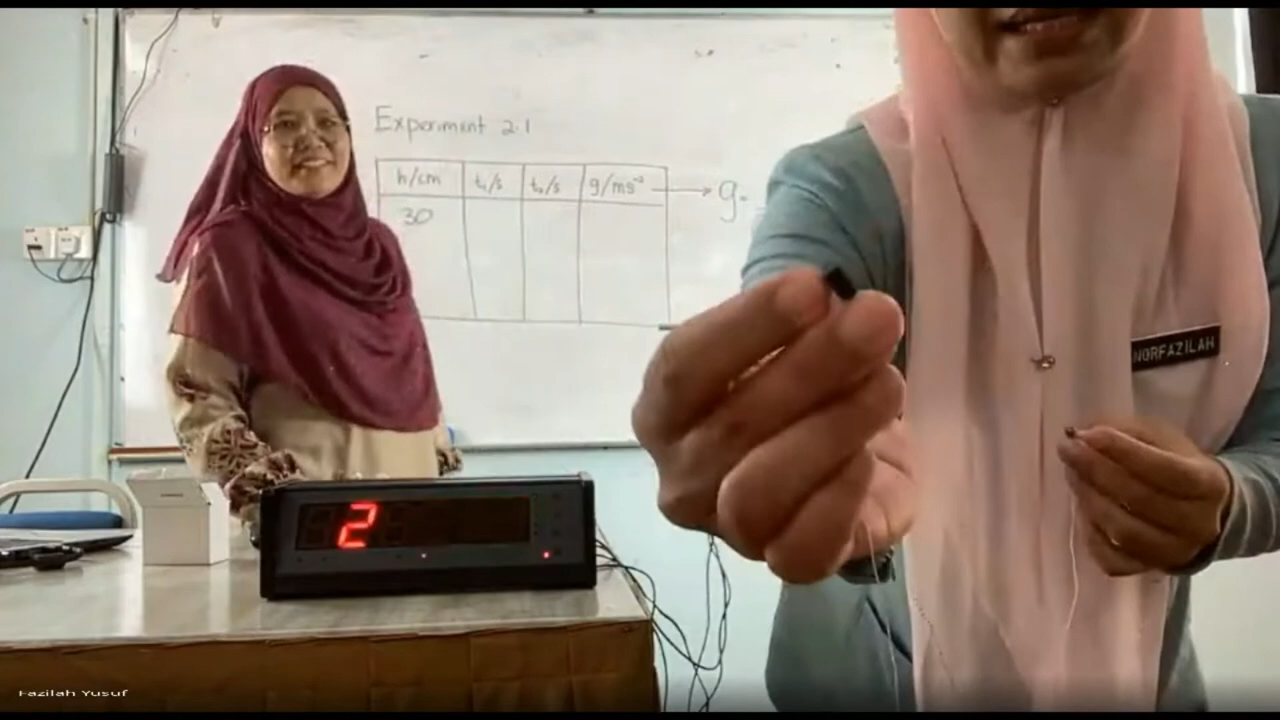 Experiment 2.1
h/cm t₁/s t₂/s g/ms⁻² → g =
30
NORFAZILAH
2
Fazilah Yusuf